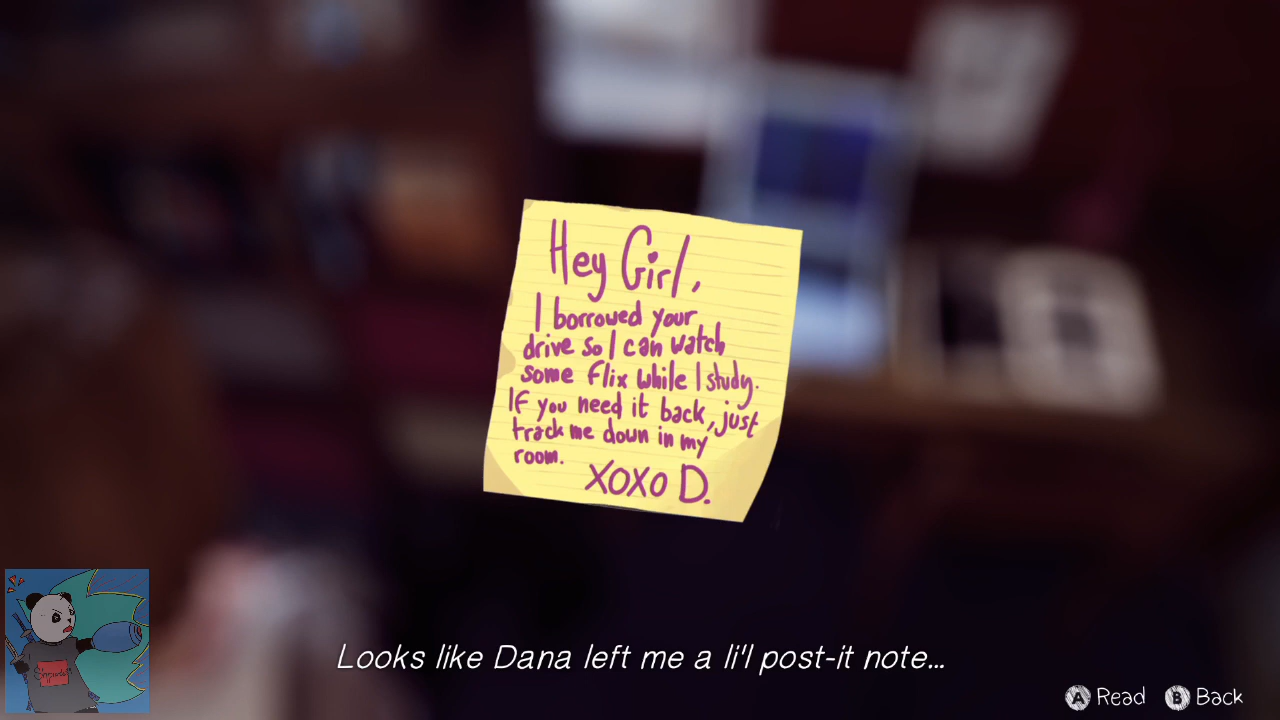 Hey Girl,
I borrowed your
drive so I can watch
some flix while I study.
If you need it back, just
track me down in my
room.
XOXO D.
Looks like Dana left me a li'l post-it note...
A Read B Back